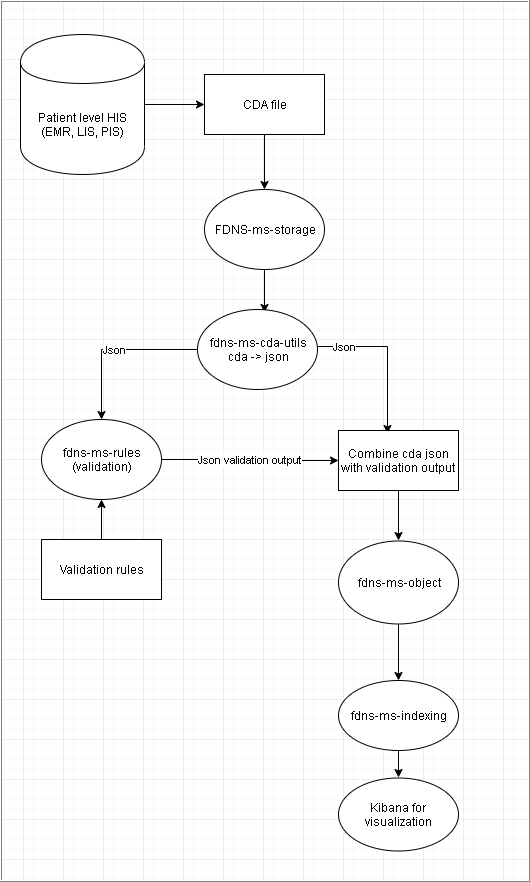 Patient level HIS
(EMR, LIS, PIS)
CDA file
FDNS-ms-storage
fdns-ms-cda-utils
cda -> json
Json
Json
fdns-ms-rules
(validation)
Json validation output
Combine cda json
with validation output
Validation rules
fdns-ms-object
fdns-ms-indexing
Kibana for
visualization